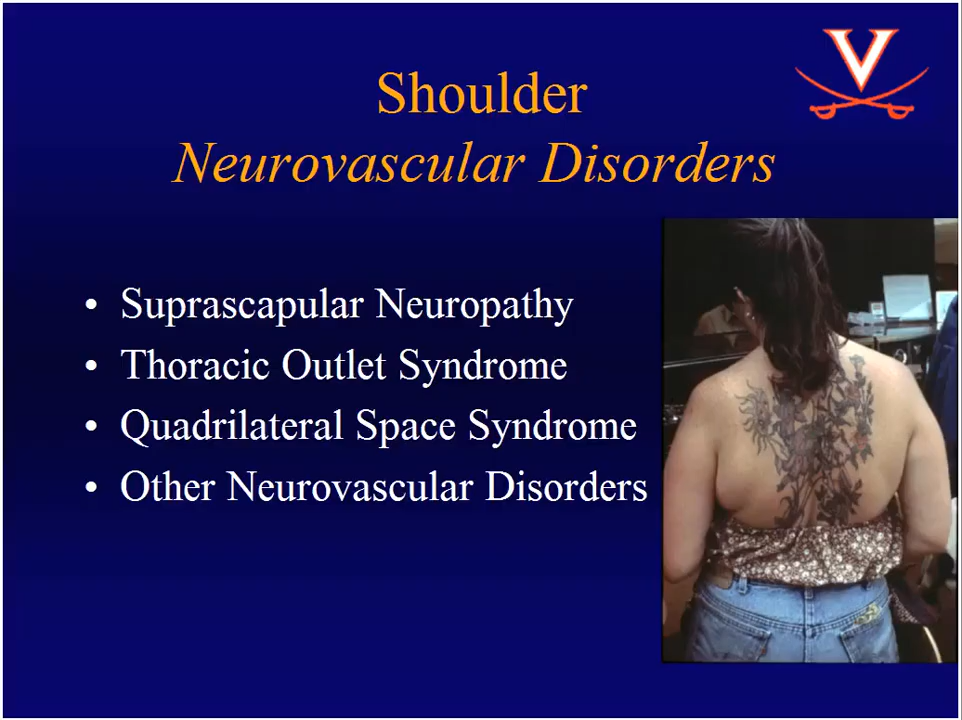 Shoulder
Neurovascular Disorders
• Suprascapular Neuropathy
• Thoracic Outlet Syndrome
• Quadrilateral Space Syndrome
• Other Neurovascular Disorders
V